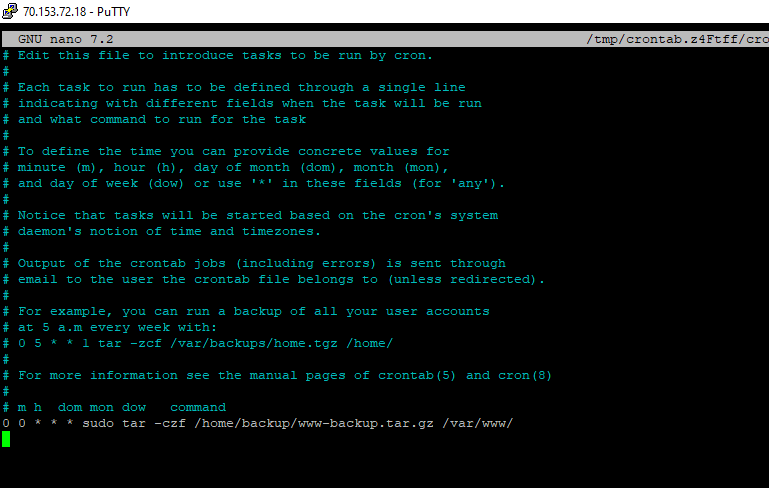 70.153.72.18 - PuTTY
GNU nano 7.2 /tmp/crontab.z4Ftff/cro
# Edit this file to introduce tasks to be run by cron.
#
# Each task to run has to be defined through a single line
# indicating with different fields when the task will be run
# and what command to run for the task
#
# To define the time you can provide concrete values for
# minute (m), hour (h), day of month (dom), month (mon),
# and day of week (dow) or use '*' in these fields (for 'any').
#
# Notice that tasks will be started based on the cron's system
# daemon's notion of time and timezones.
#
# Output of the crontab jobs (including errors) is sent through
# email to the user the crontab file belongs to (unless redirected).
#
# For example, you can run a backup of all your user accounts
# at 5 a.m every week with:
# 0 5 * * 1 tar -zcf /var/backups/home.tgz /home/
#
# For more information see the manual pages of crontab(5) and cron(8)
#
# m h  dom mon dow   command
0 0 * * * sudo tar -czf /home/backup/www-backup.tar.gz /var/www/